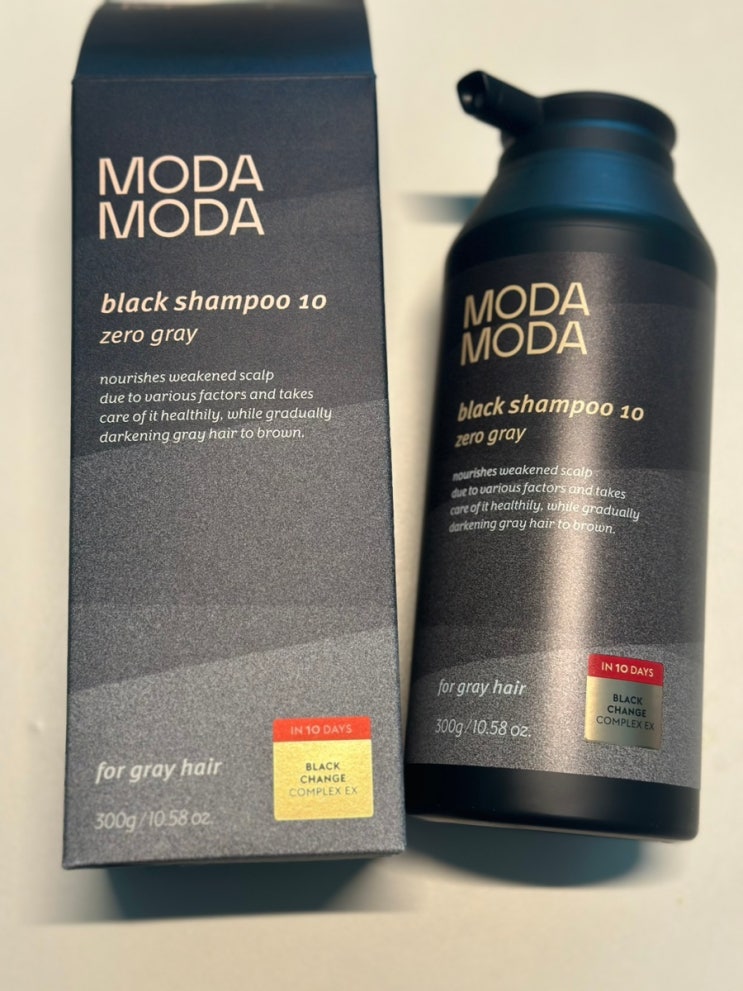 MODA
MODA
black shampoo 10
zero gray
nourishes weakened scalp
due to various factors and takes
care of it healthily, while gradually
darkening gray hair to brown.
for gray hair
300g/10.58 oz.
IN 10 DAYS
BLACK
CHANGE
COMPLEX EX
MODA
MODA
black shampoo 10
zero gray
nourishes weakened scalp
due to various factors and takes
care of it healthily, while gradually
darkening gray hair to brown.
for gray hair
300g/10.58 oz.
IN 10 DAYS
BLACK
CHANGE
COMPLEX EX